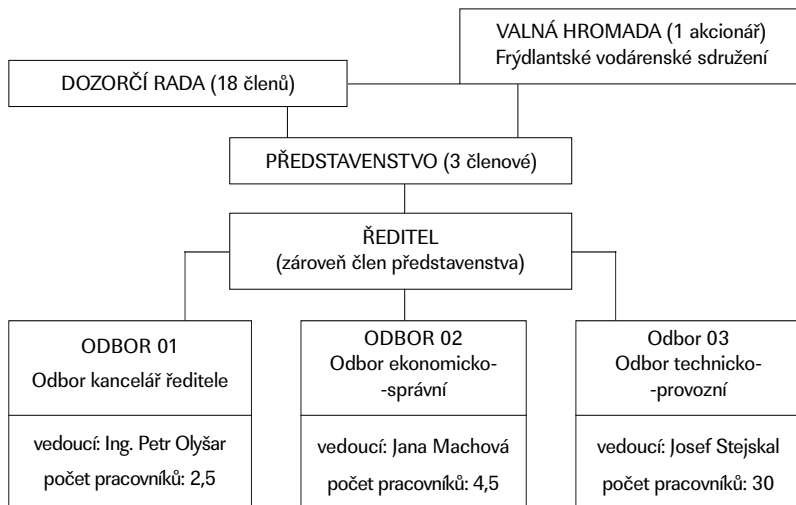 VALNÁ HROMADA (1 akcionář)
Frýdlantské vodárenské sdružení
DOZORČÍ RADA (18 členů)
PŘEDSTAVENSTVO (3 členové)
ŘEDITEL
(zároveň člen představenstva)
ODBOR 01
Odbor kancelář ředitele
vedoucí: Ing. Petr Olyšar
počet pracovníků: 2,5
ODBOR 02
Odbor ekonomicko-
-správní
vedoucí: Jana Machová
počet pracovníků: 4,5
Odbor 03
Odbor technicko-
-provozní
vedoucí: Josef Stejskal
počet pracovníků: 30